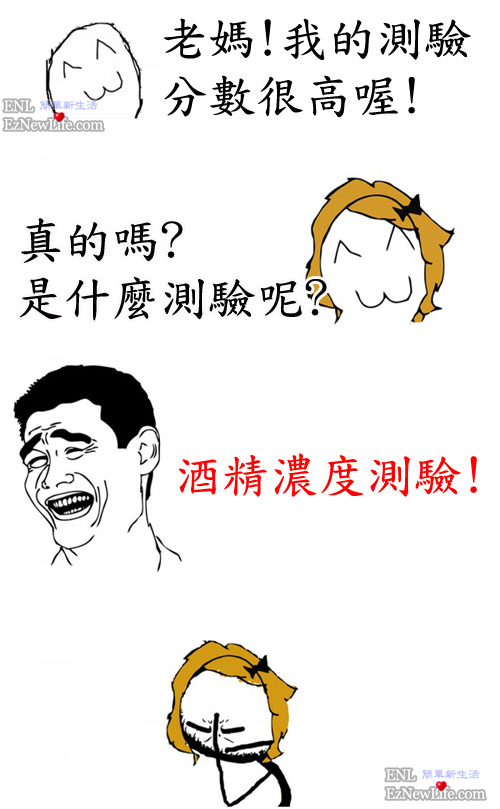 老媽!我的測驗
分數很高喔!
ENL 簡單新生活
EzNewLife.com
真的嗎?
是什麼測驗呢?
酒精濃度測驗!
ENL 簡單新生活
EzNewLife.com